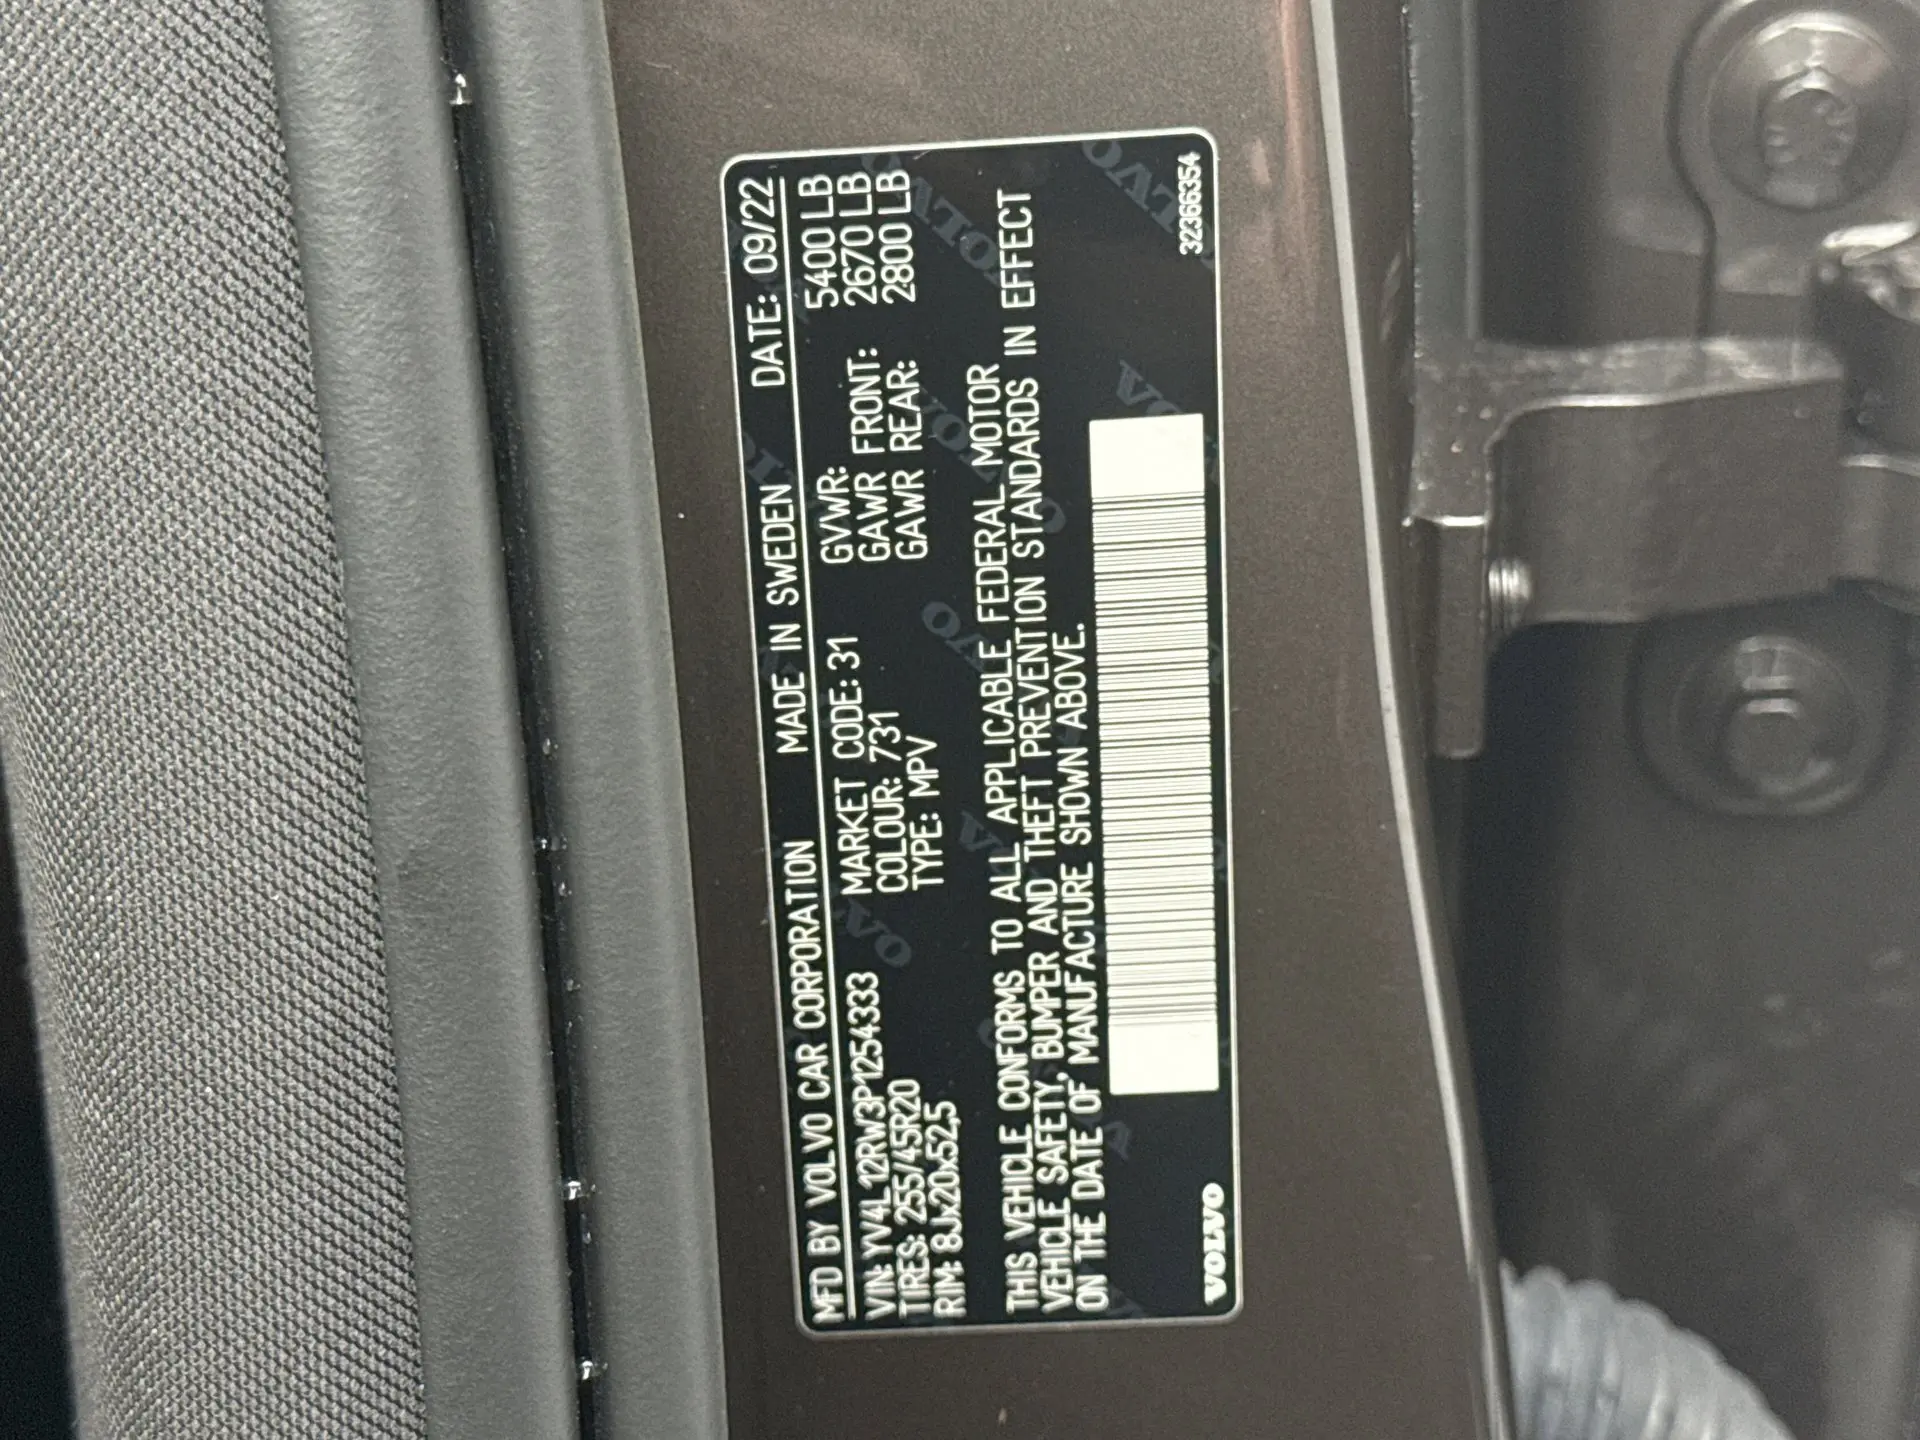 MFD BY VOLVO CAR CORPORATION MADE IN SWEDEN DATE: 09/22
VIN: YV4L12RW3P1254333 MARKET CODE: 31 GVWR: 5400 LB
TIRES: 255/45R20 COLOUR: 731 GAWR FRONT: 2670 LB
RIM: 8Jx20x52,5 TYPE: MPV GAWR REAR: 2800 LB
THIS VEHICLE CONFORMS TO ALL APPLICABLE FEDERAL MOTOR
VEHICLE SAFETY, BUMPER AND THEFT PREVENTION STANDARDS IN EFFECT
ON THE DATE OF MANUFACTURE SHOWN ABOVE.
VOLVO 32366354